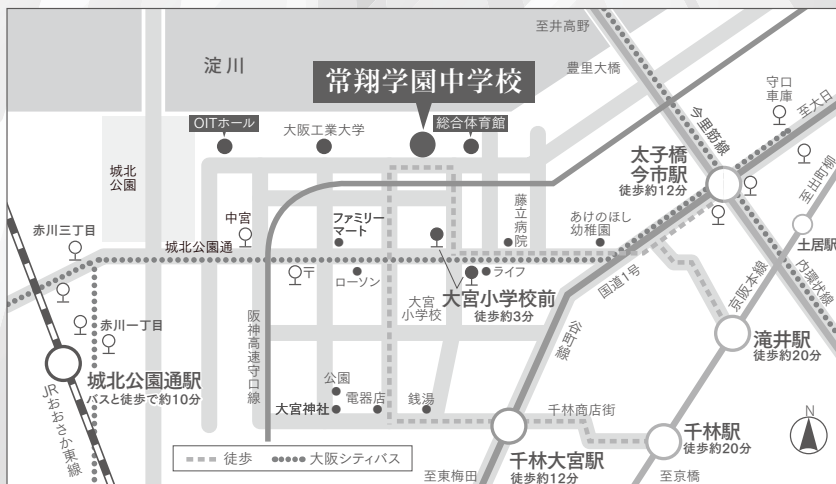 至井高野
淀川
豊里大橋
常翔学園中学校
守口
車庫
至大日
OITホール
大阪工業大学
総合体育館
今里筋線
太子橋
今市駅
徒歩約12分
至出町柳
城北
公園
藤立病院
あけのほし
幼稚園
土居駅
赤川三丁目
中宮
ファミリー
マート
城北公園通
〒
ローソン
ライフ
国道1号
京阪本線
内環状線
大宮
小学校
大宮小学校前
徒歩約3分
赤川一丁目
阪神高速守口線
谷町線
滝井駅
徒歩約20分
城北公園通駅
バスと徒歩で約10分
JRおおさか東線
公園
大宮神社
電器店
銭湯
千林商店街
N
千林駅
徒歩約20分
徒歩
大阪シティバス
至東梅田
千林大宮駅
徒歩約12分
至京橋